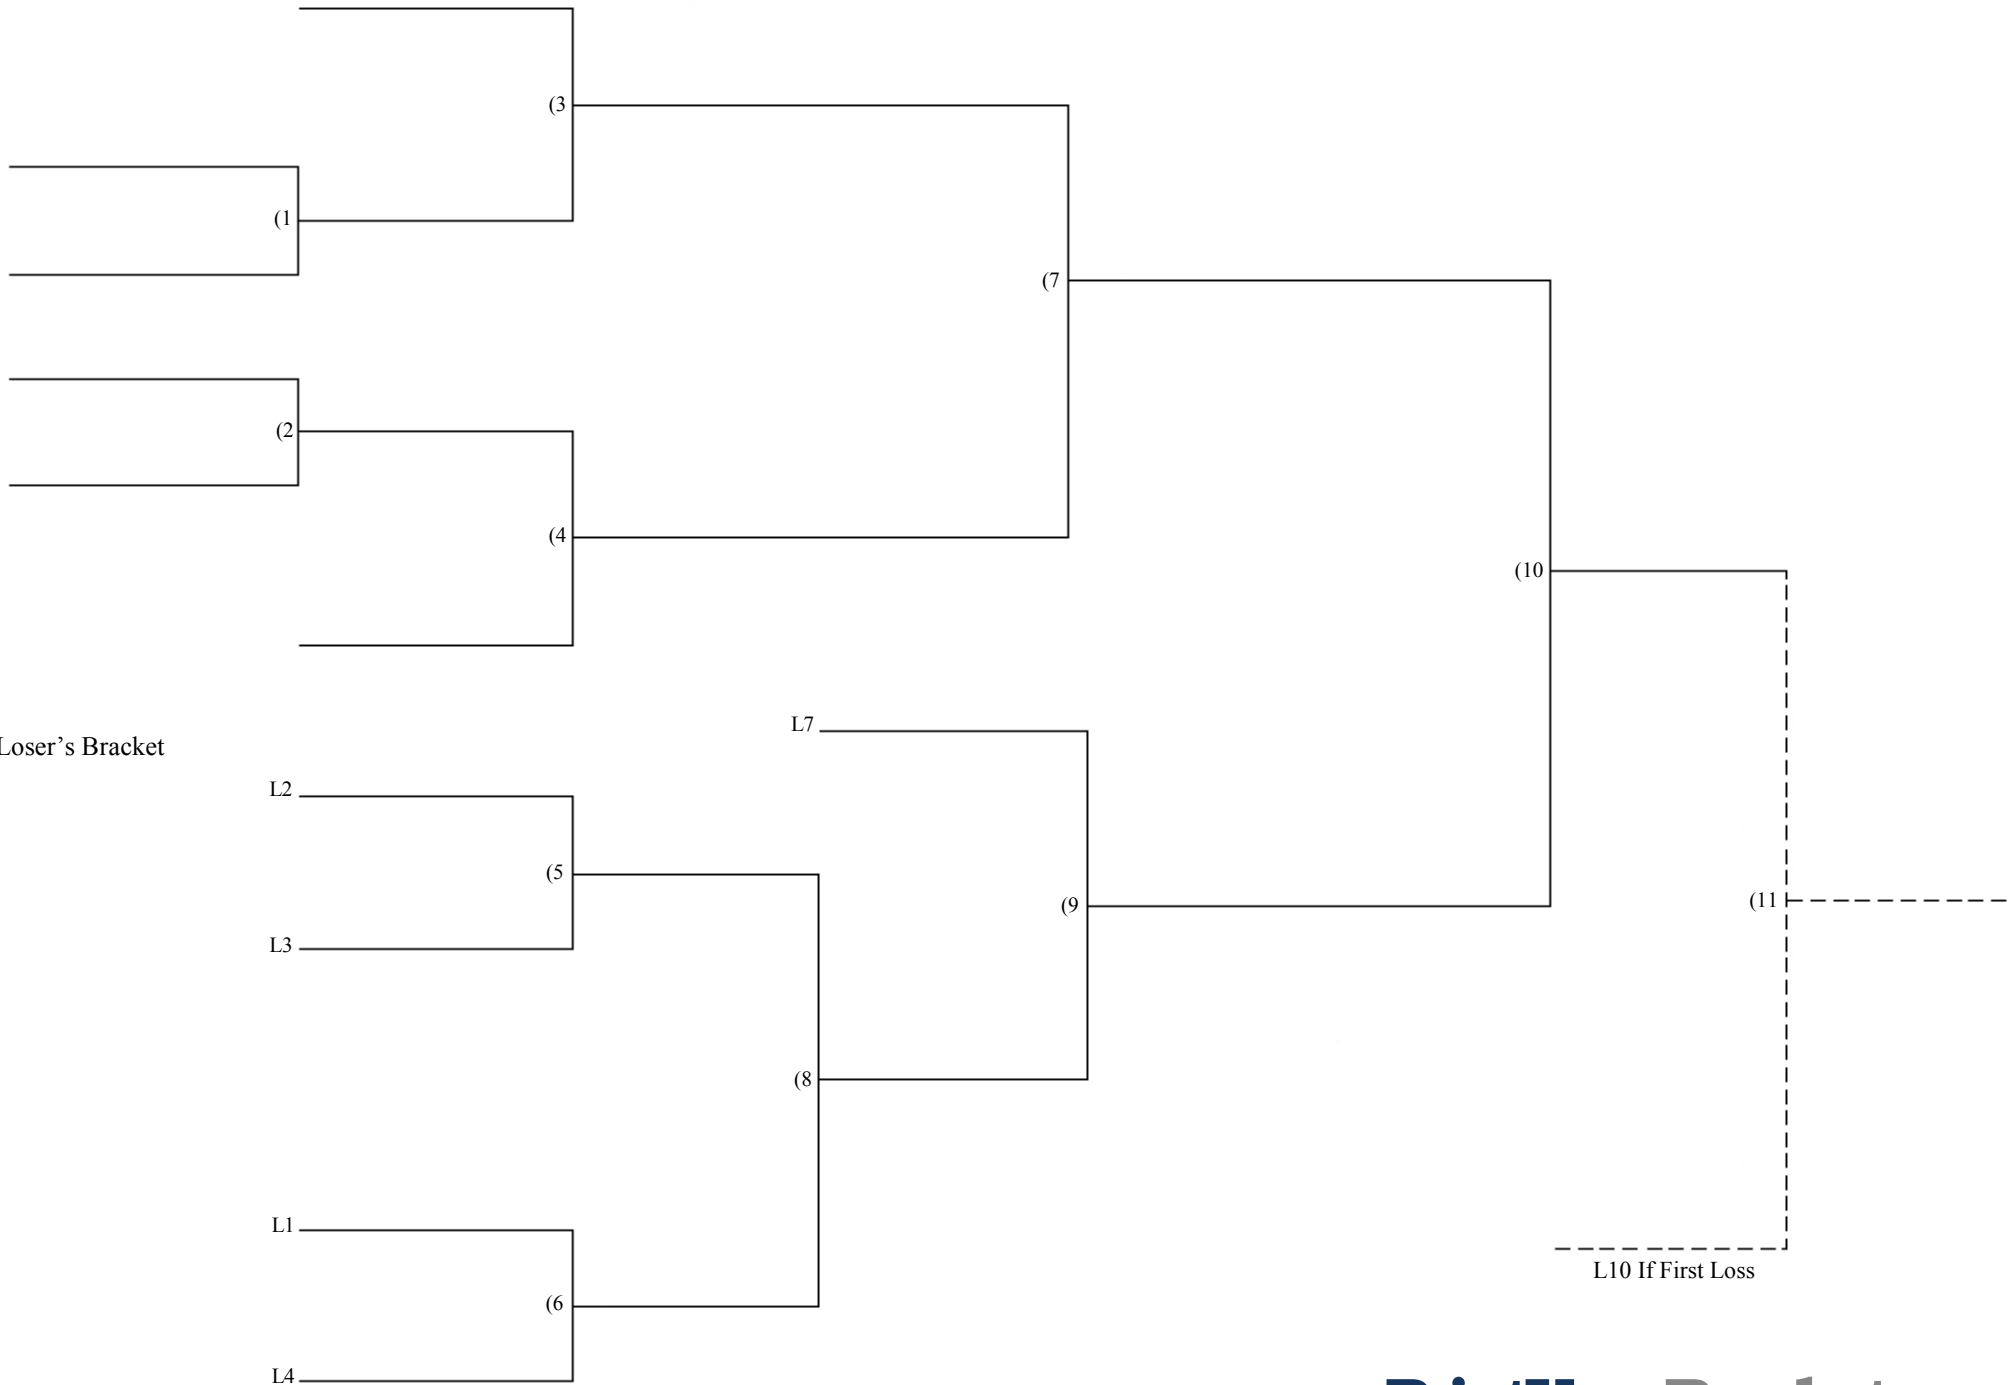 (3
(1
(7
(2
(4
(10
L7
Loser’s Bracket
L2
(5
(11
(9
L3
(8
L1
L10 If First Loss
(6
L4